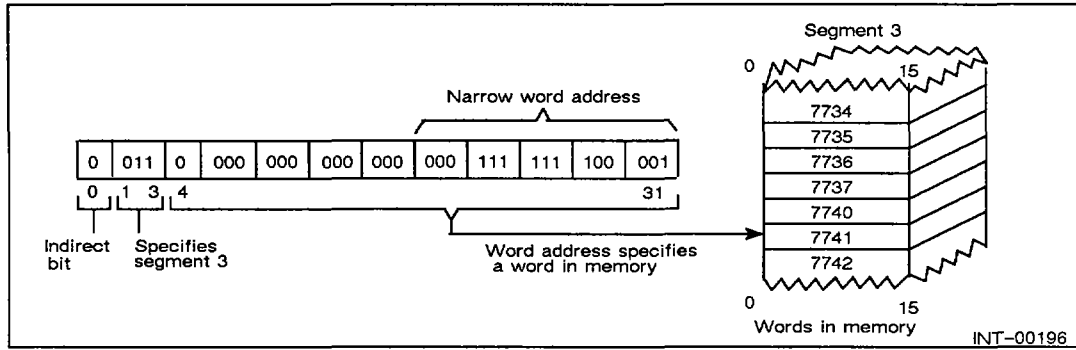 Segment 3
0 15
Narrow word address
7734
7735
0 011 0 000 000 000 000 000 111 111 100 001
7736
7737
0 1 3 4 31
7740
7741
Indirect bit
Specifies segment 3
Word address specifies
a word in memory
7742
0 15
Words in memory
INT-00196